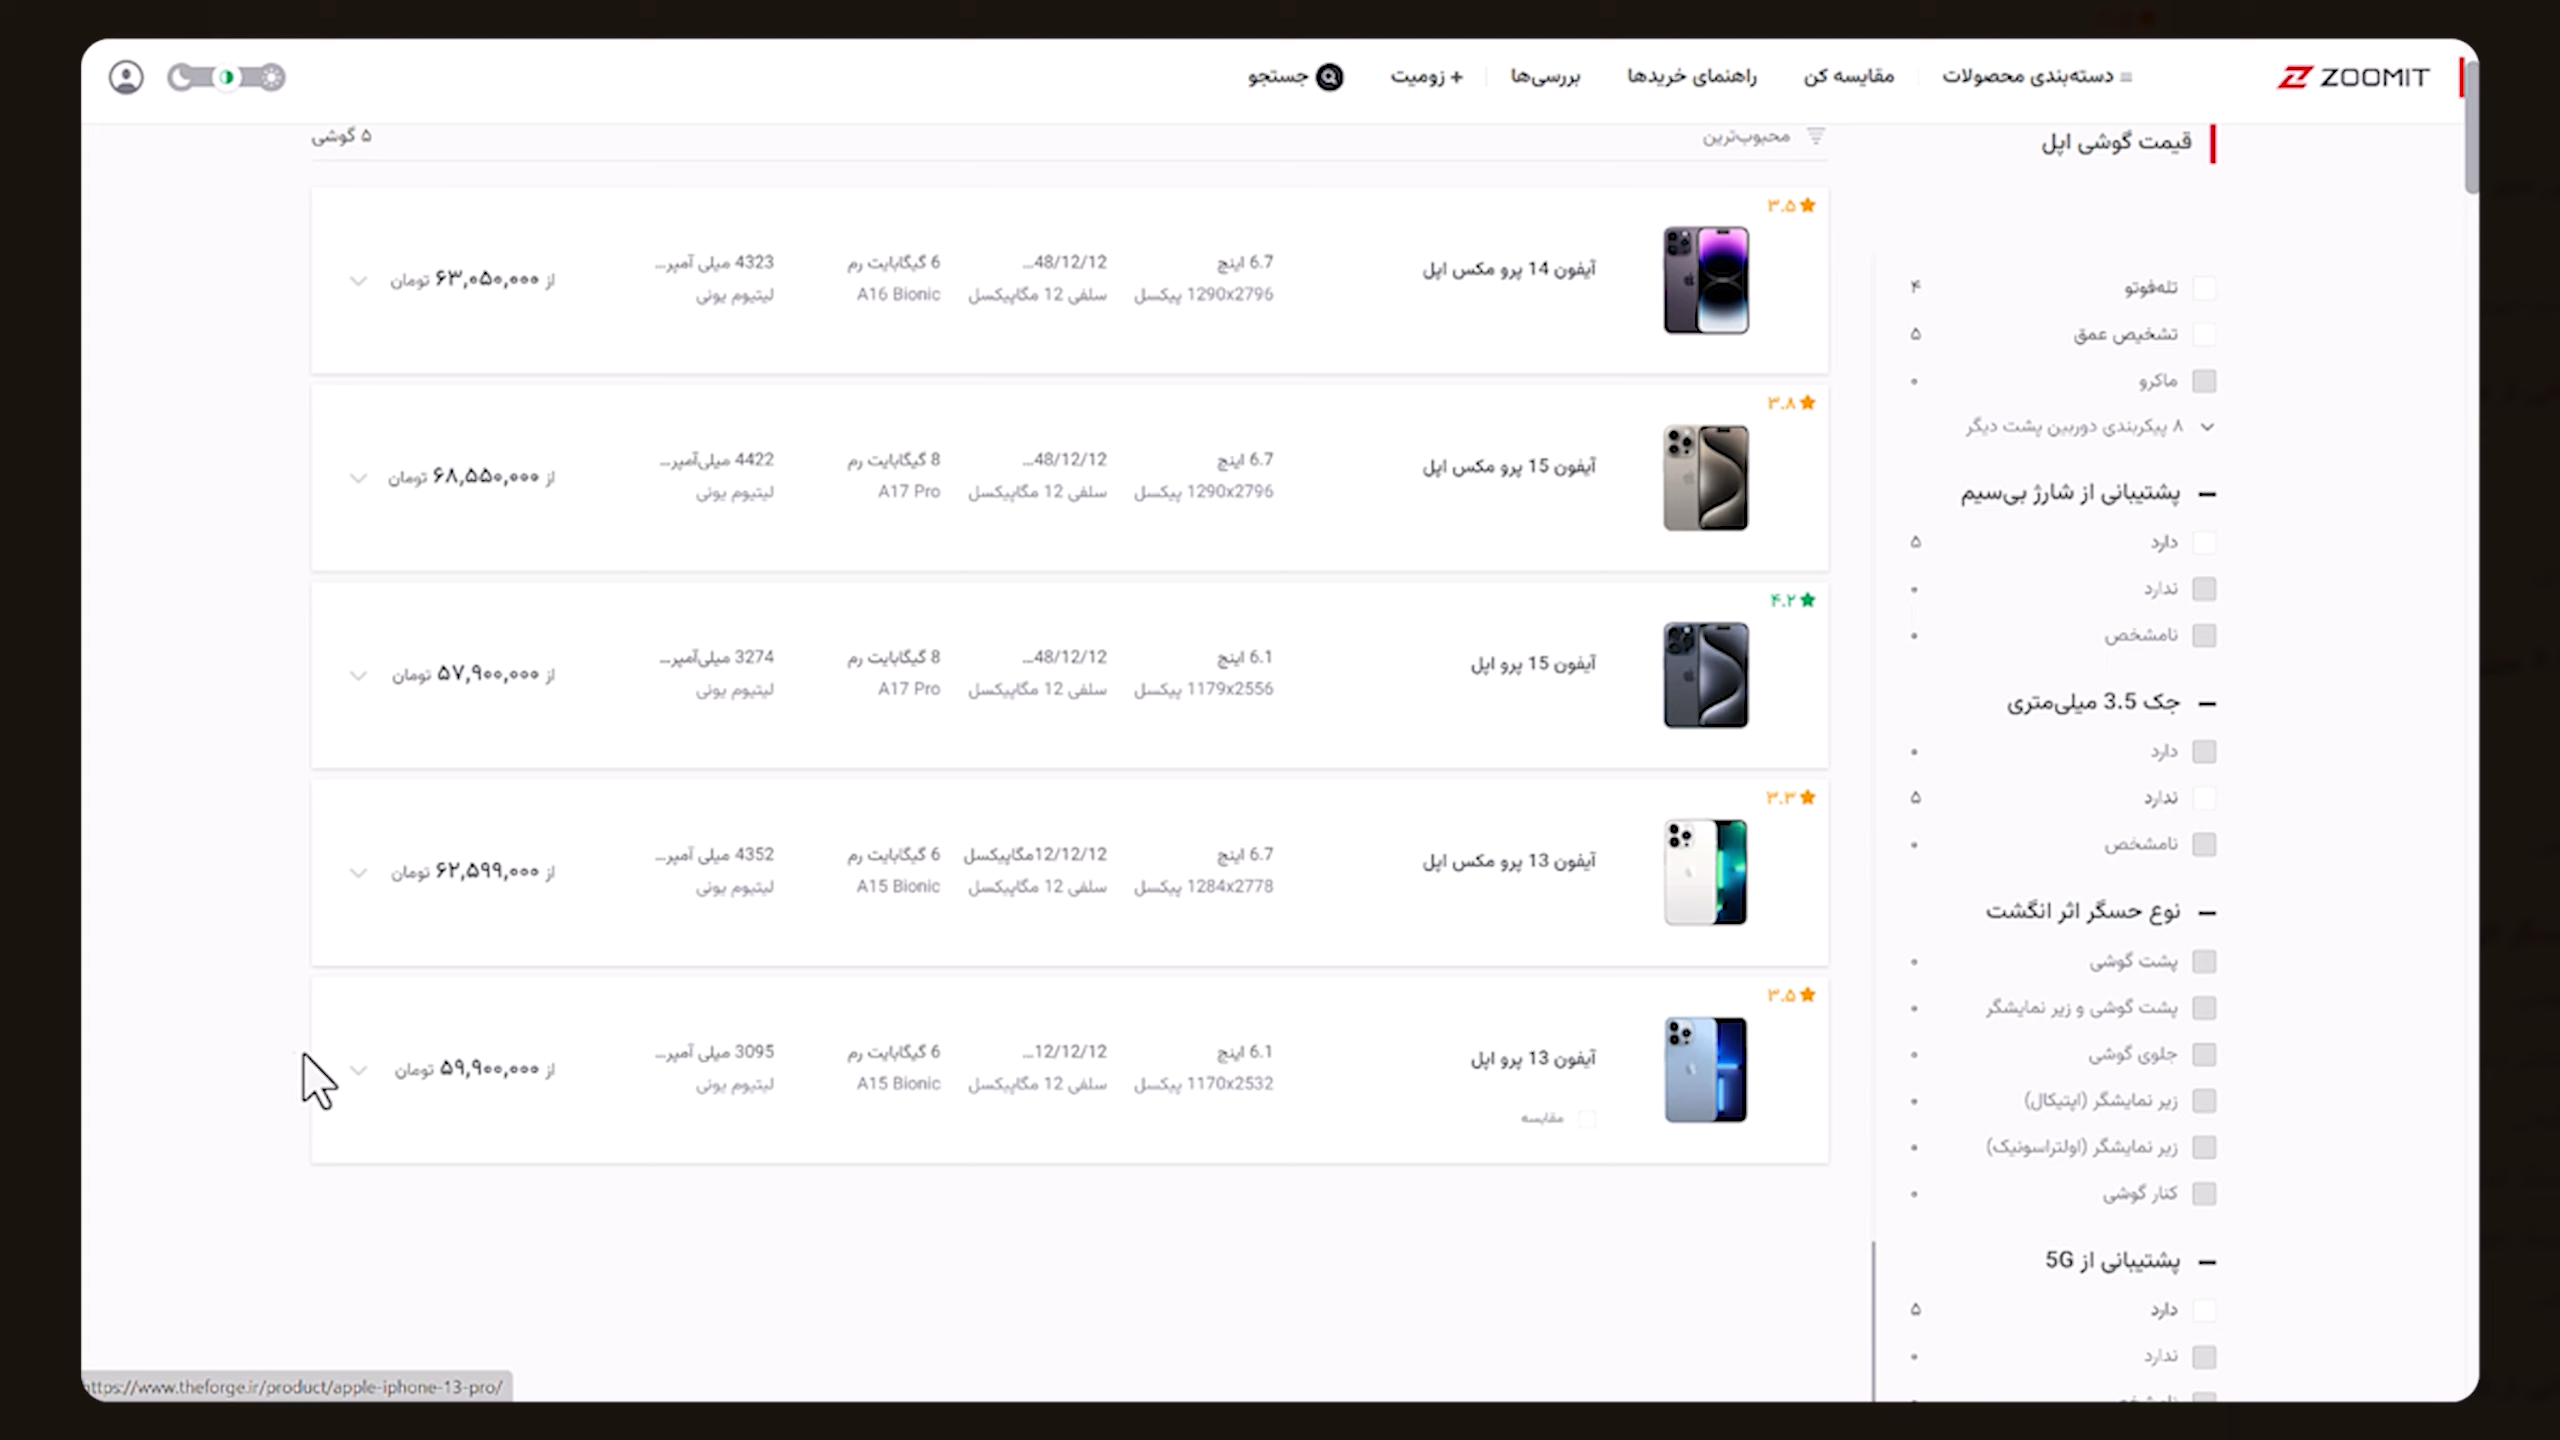 ZOOMIT
دسته‌بندی محصولات
مقایسه کن
راهنمای خریدها
بررسی‌ها
+ زومیت
جستجو
قیمت گوشی اپل
محبوب‌ترین
۵ گوشی
۳.۵
آیفون 14 پرو مکس اپل
6.7 اینچ
1290x2796 پیکسل
48/12/12...
سلفی 12 مگاپیکسل
6 گیگابایت رم
A16 Bionic
4323 میلی آمپر...
لیتیوم یونی
از ۶۳,۰۵۰,۰۰۰ تومان
۳.۸
آیفون 15 پرو مکس اپل
6.7 اینچ
1290x2796 پیکسل
48/12/12...
سلفی 12 مگاپیکسل
8 گیگابایت رم
A17 Pro
4422 میلی‌آمپر...
لیتیوم یونی
از ۶۸,۵۵۰,۰۰۰ تومان
۴.۲
آیفون 15 پرو اپل
6.1 اینچ
1179x2556 پیکسل
48/12/12...
سلفی 12 مگاپیکسل
8 گیگابایت رم
A17 Pro
3274 میلی‌آمپر...
لیتیوم یونی
از ۵۷,۹۰۰,۰۰۰ تومان
۳.۳
آیفون 13 پرو مکس اپل
6.7 اینچ
1284x2778 پیکسل
12/12/12مگاپیکسل
سلفی 12 مگاپیکسل
6 گیگابایت رم
A15 Bionic
4352 میلی آمپر...
لیتیوم یونی
از ۶۲,۵۹۹,۰۰۰ تومان
۳.۵
آیفون 13 پرو اپل
6.1 اینچ
1170x2532 پیکسل
12/12/12...
سلفی 12 مگاپیکسل
6 گیگابایت رم
A15 Bionic
3095 میلی آمپر...
لیتیوم یونی
از ۵۹,۹۰۰,۰۰۰ تومان
مقایسه
تله‌فوتو ۴
تشخیص عمق ۵
ماکرو ۰
۸ پیکربندی دوربین پشت دیگر
پشتیبانی از شارژ بی‌سیم
دارد ۵
ندارد ۰
نامشخص ۰
جک 3.5 میلی‌متری
دارد ۰
ندارد ۵
نامشخص ۰
نوع حسگر اثر انگشت
پشت گوشی ۰
پشت گوشی و زیر نمایشگر ۰
جلوی گوشی ۰
زیر نمایشگر (اپتیکال) ۰
زیر نمایشگر (اولتراسونیک) ۰
کنار گوشی ۰
پشتیبانی از 5G
دارد ۵
ندارد ۰
https://www.theforge.ir/product/apple-iphone-13-pro/